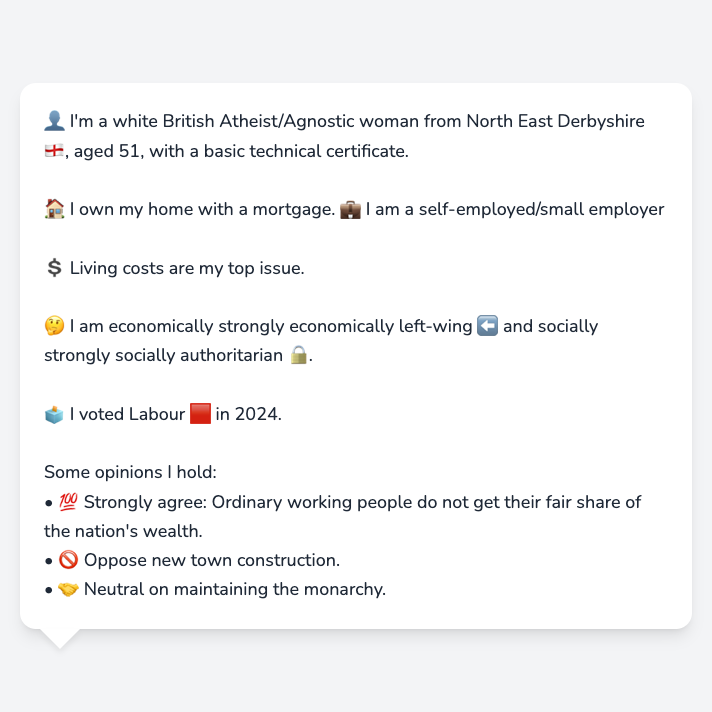 👤 I'm a white British Atheist/Agnostic woman from North East Derbyshire
🏴󠁧󠁢󠁥󠁮󠁧󠁿, aged 51, with a basic technical certificate.
🏠 I own my home with a mortgage. 💼 I am a self-employed/small employer
💲 Living costs are my top issue.
🤔 I am economically strongly economically left-wing ⬅️ and socially
strongly socially authoritarian 🔒.
🗳️ I voted Labour 🟥 in 2024.
Some opinions I hold:
• 💯 Strongly agree: Ordinary working people do not get their fair share of
the nation's wealth.
• 🚫 Oppose new town construction.
• 🤝 Neutral on maintaining the monarchy.